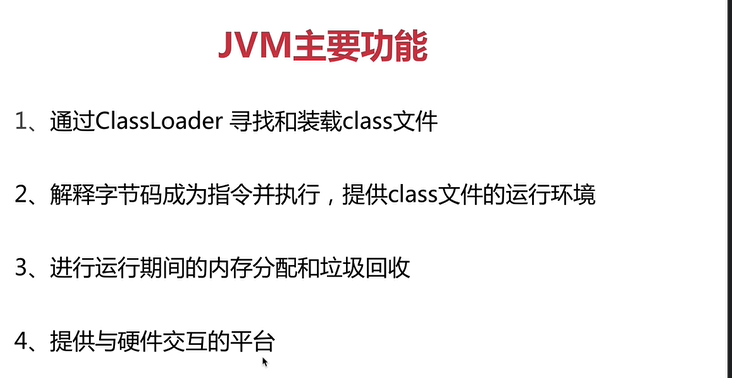 JVM主要功能
1、通过ClassLoader 寻找和装载class文件
2、解释字节码成为指令并执行，提供class文件的运行环境
3、进行运行期间的内存分配和垃圾回收
4、提供与硬件交互的平台